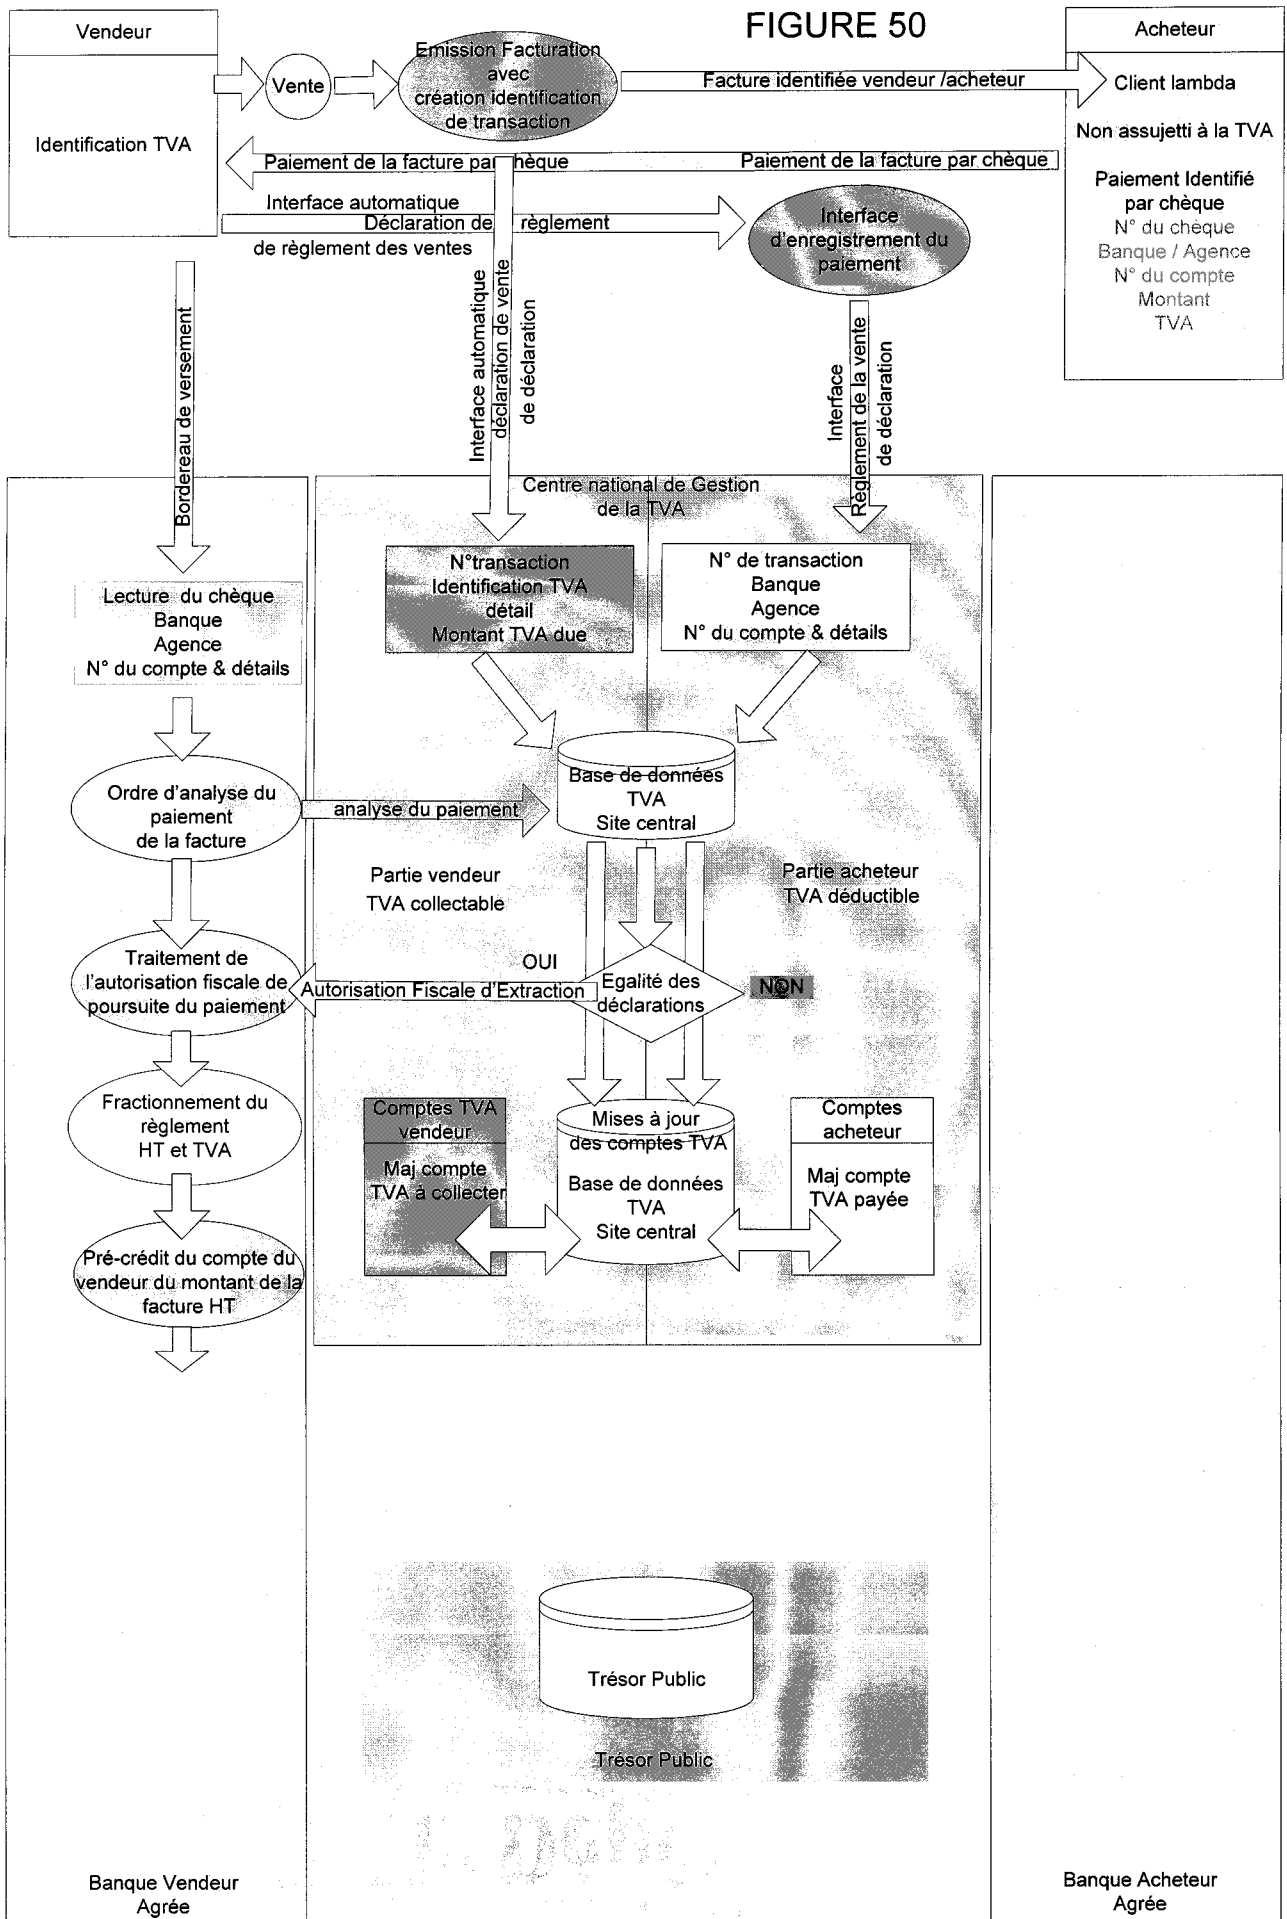 FIGURE 50
Vendeur
Identification TVA
Vente
Emission Facturation
avec
création identification
de transaction
Facture identifiée vendeur /acheteur
Acheteur
Client lambda
Non assujetti à la TVA
Paiement Identifié
par chèque
N° du chèque
Banque / Agence
N° du compte
Montant
TVA
Paiement de la facture par chèque
Paiement de la facture par chèque
Interface automatique
Déclaration de règlement
de règlement des ventes
Interface
d'enregistrement du
paiement
Bordereau de versement
Interface automatique
déclaration de vente
de déclaration
Interface
Règlement de la vente
de déclaration
Centre national de Gestion
de la TVA
Lecture du chèque
Banque
Agence
N° du compte & détails
N°transaction
Identification TVA
détail
Montant TVA due
N° de transaction
Banque
Agence
N° du compte & détails
Ordre d'analyse du
paiement
de la facture
analyse du paiement
Base de données
TVA
Site central
Partie vendeur
TVA collectable
Partie acheteur
TVA déductible
Traitement de
l'autorisation fiscale de
poursuite du paiement
OUI
Autorisation Fiscale d'Extraction
Egalité des
déclarations
NON
Fractionnement du
règlement
HT et TVA
Comptes TVA
vendeur
Maj compte
TVA à collecter
Mises à jour
des comptes TVA
Base de données
TVA
Site central
Comptes
acheteur
Maj compte
TVA payée
Pré-crédit du compte du
vendeur du montant de la
facture HT
Trésor Public
Trésor Public
Banque Vendeur
Agrée
Banque Acheteur
Agrée